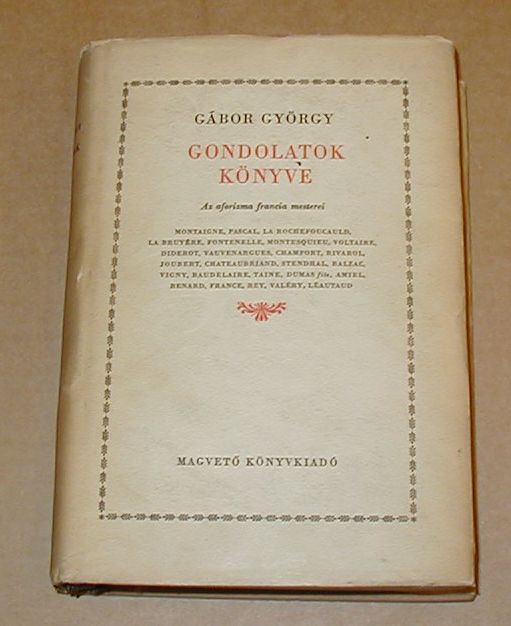 GÁBOR GYÖRGY
GONDOLATOK
KÖNYVE
Az aforizma francia mesterei
MONTAIGNE, PASCAL, LA ROCHEFOUCAULD,
LA BRUYÉRE, FONTENELLE, MONTESQUIEU, VOLTAIRE,
DIDEROT, VAUVENARGUES, CHAMFORT, RIVAROL,
JOUBERT, CHATEAUBRIAND, STENDHAL, BALZAC,
VIGNY, BAUDELAIRE, TAINE, DUMAS fils, AMIEL,
RENARD, FRANCE, REY, VALÉRY, LÉAUTAUD
MAGVETŐ KÖNYVKIADÓ